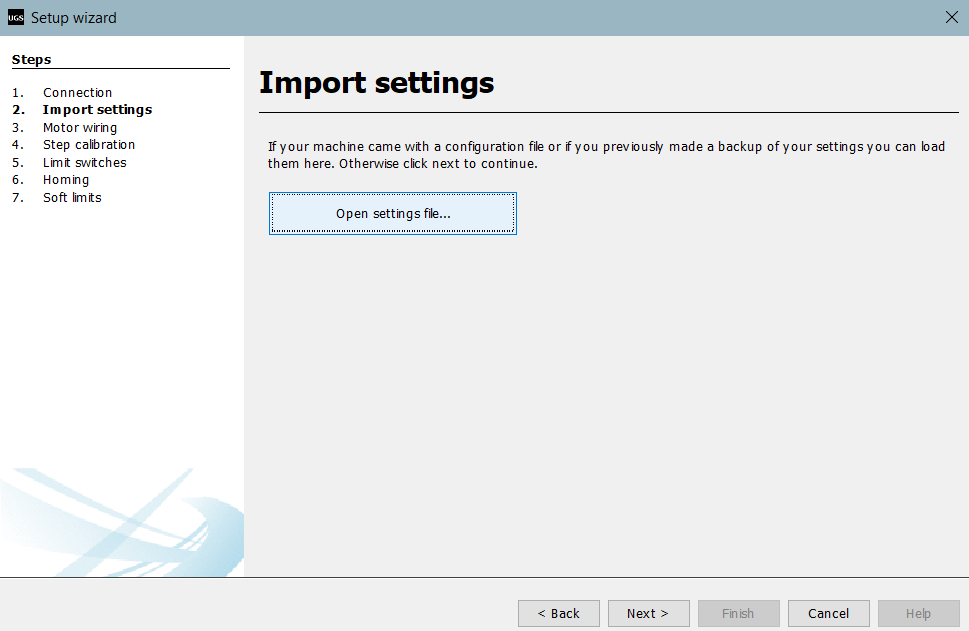 UGS Setup wizard
Steps
1. Connection
2. Import settings
3. Motor wiring
4. Step calibration
5. Limit switches
6. Homing
7. Soft limits
Import settings
If your machine came with a configuration file or if you previously made a backup of your settings you can load
them here. Otherwise click next to continue.
Open settings file...
< Back Next > Finish Cancel Help